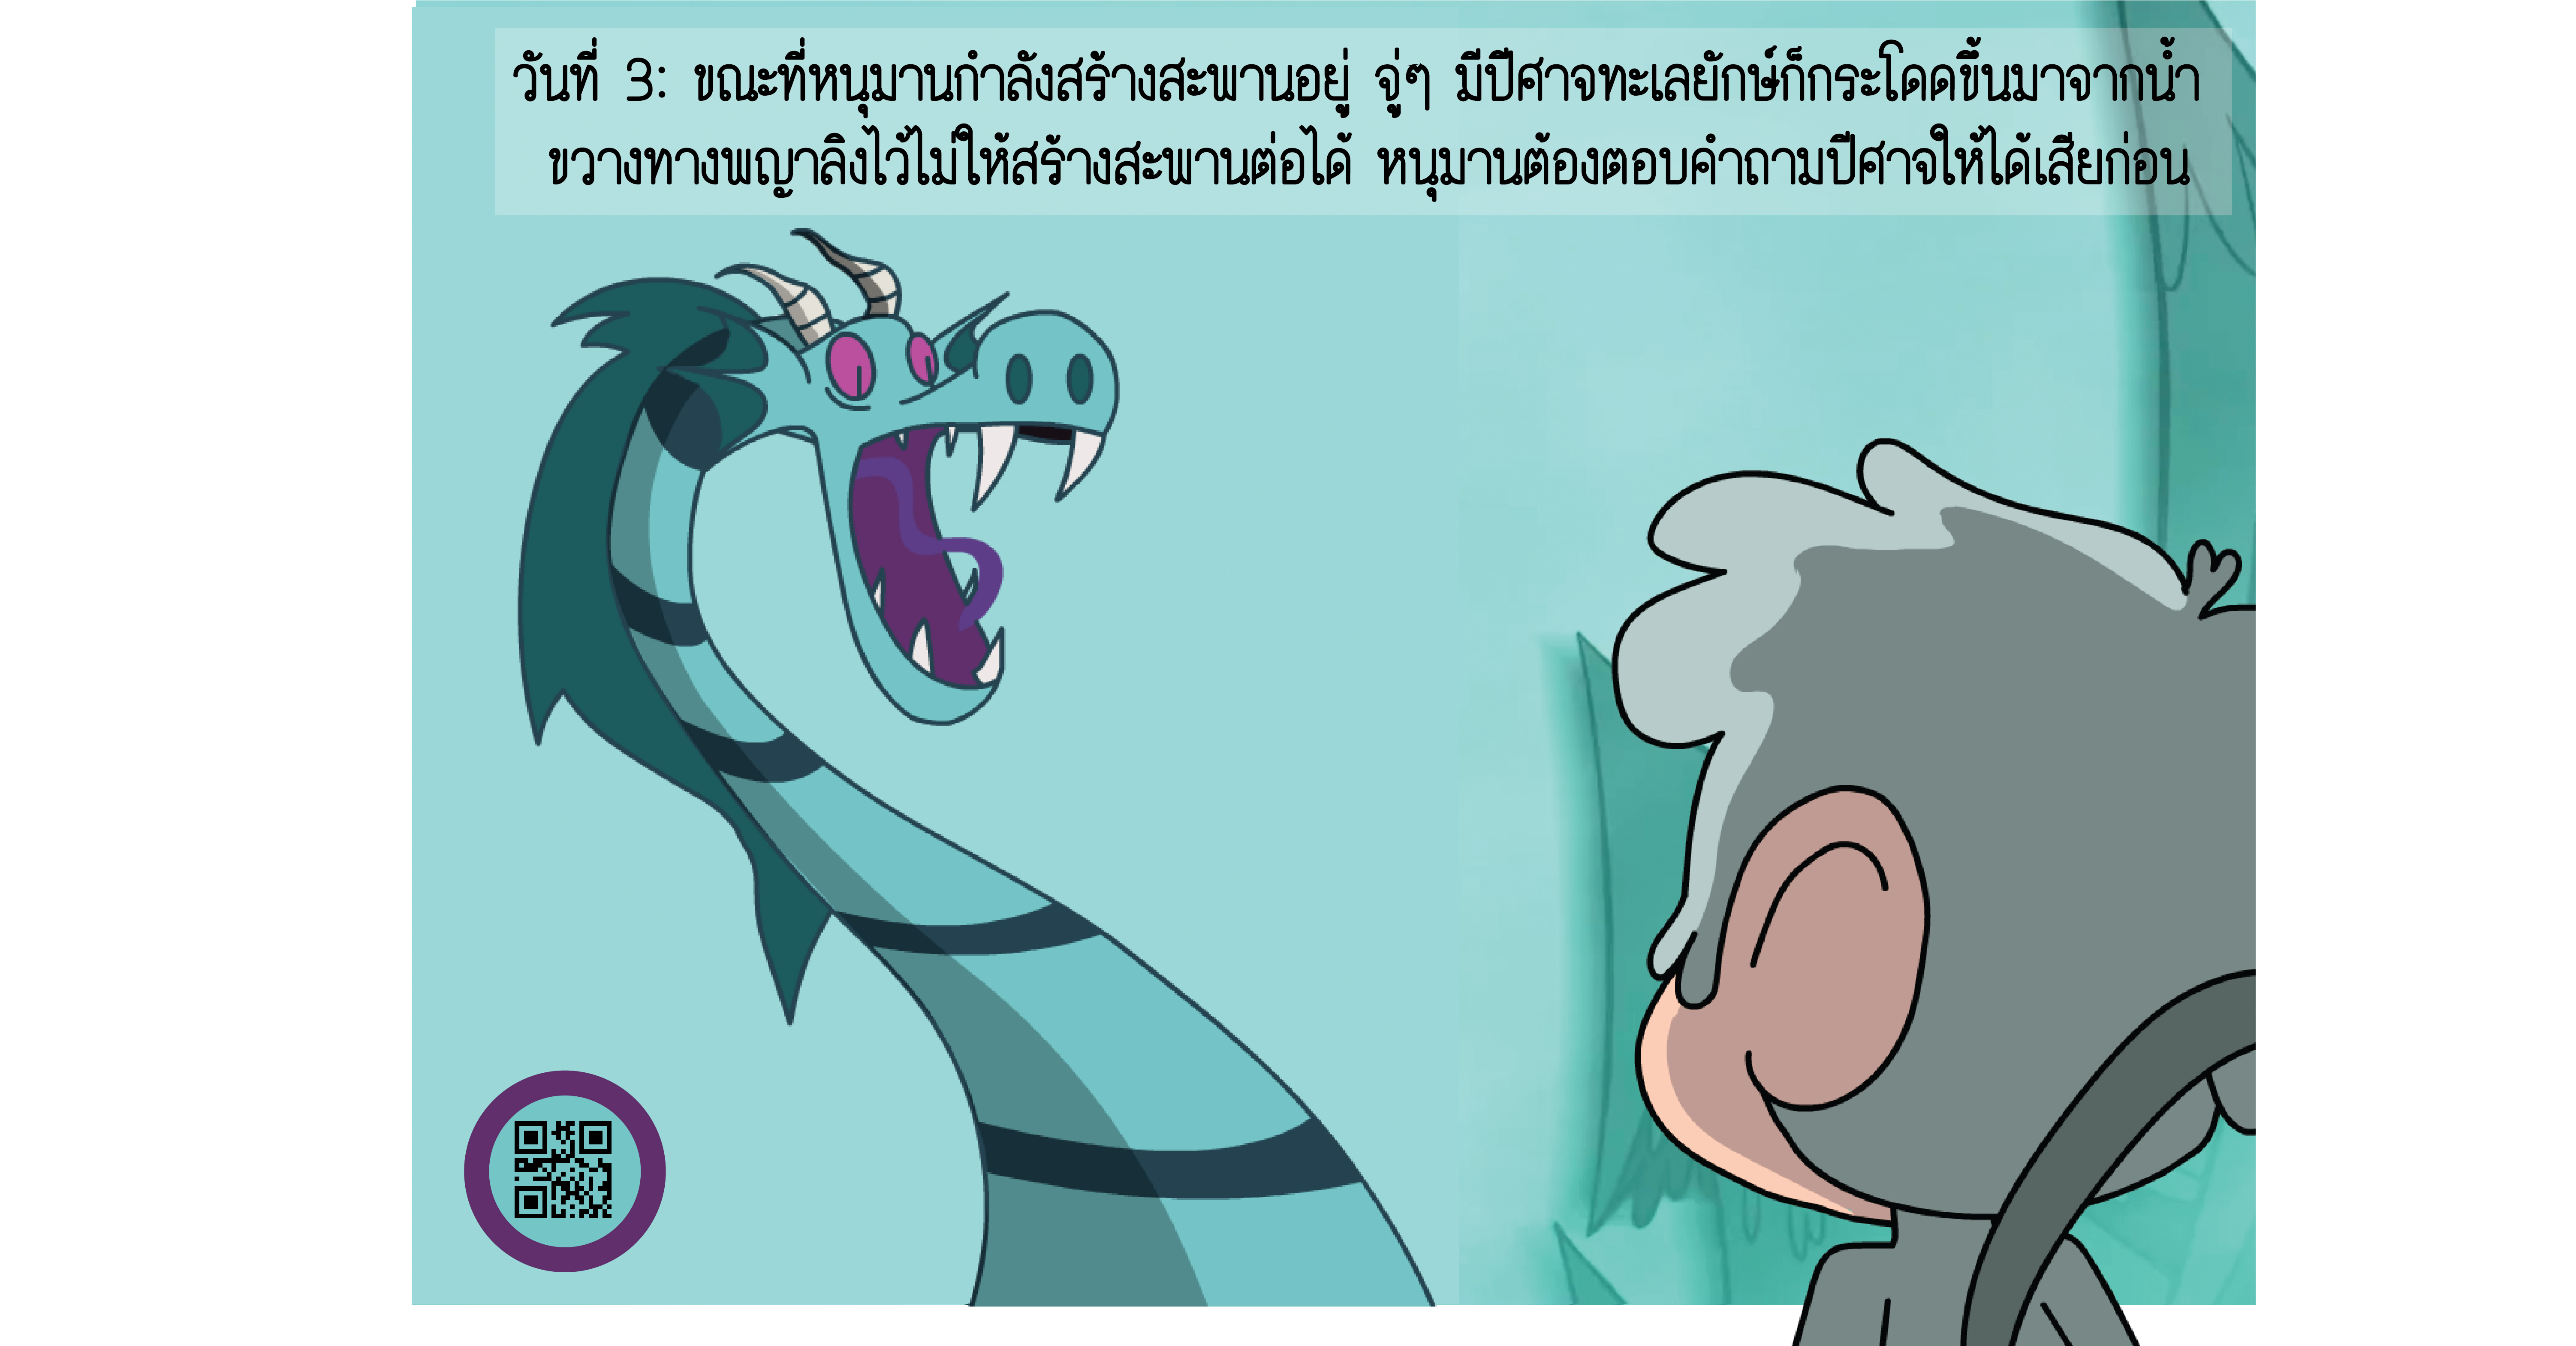 วันที่ 3: ขณะที่หนุมานกำลังสร้างสะพานอยู่ จู่ๆ มีปีศาจทะเลยักษ์ก็กระโดดขึ้นมาจากน้ำ
ขวางทางพญาลิงไว้ไม่ให้สร้างสะพานต่อได้ หนุมานต้องตอบคำถามปีศาจให้ได้เสียก่อน